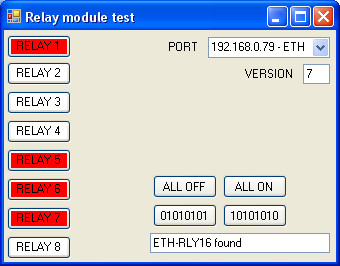 Relay module test
RELAY 1
PORT 192.168.0.79 - ETH
RELAY 2
VERSION 7
RELAY 3
RELAY 4
RELAY 5
RELAY 6
ALL OFF ALL ON
RELAY 7
01010101 10101010
RELAY 8
ETH-RLY16 found